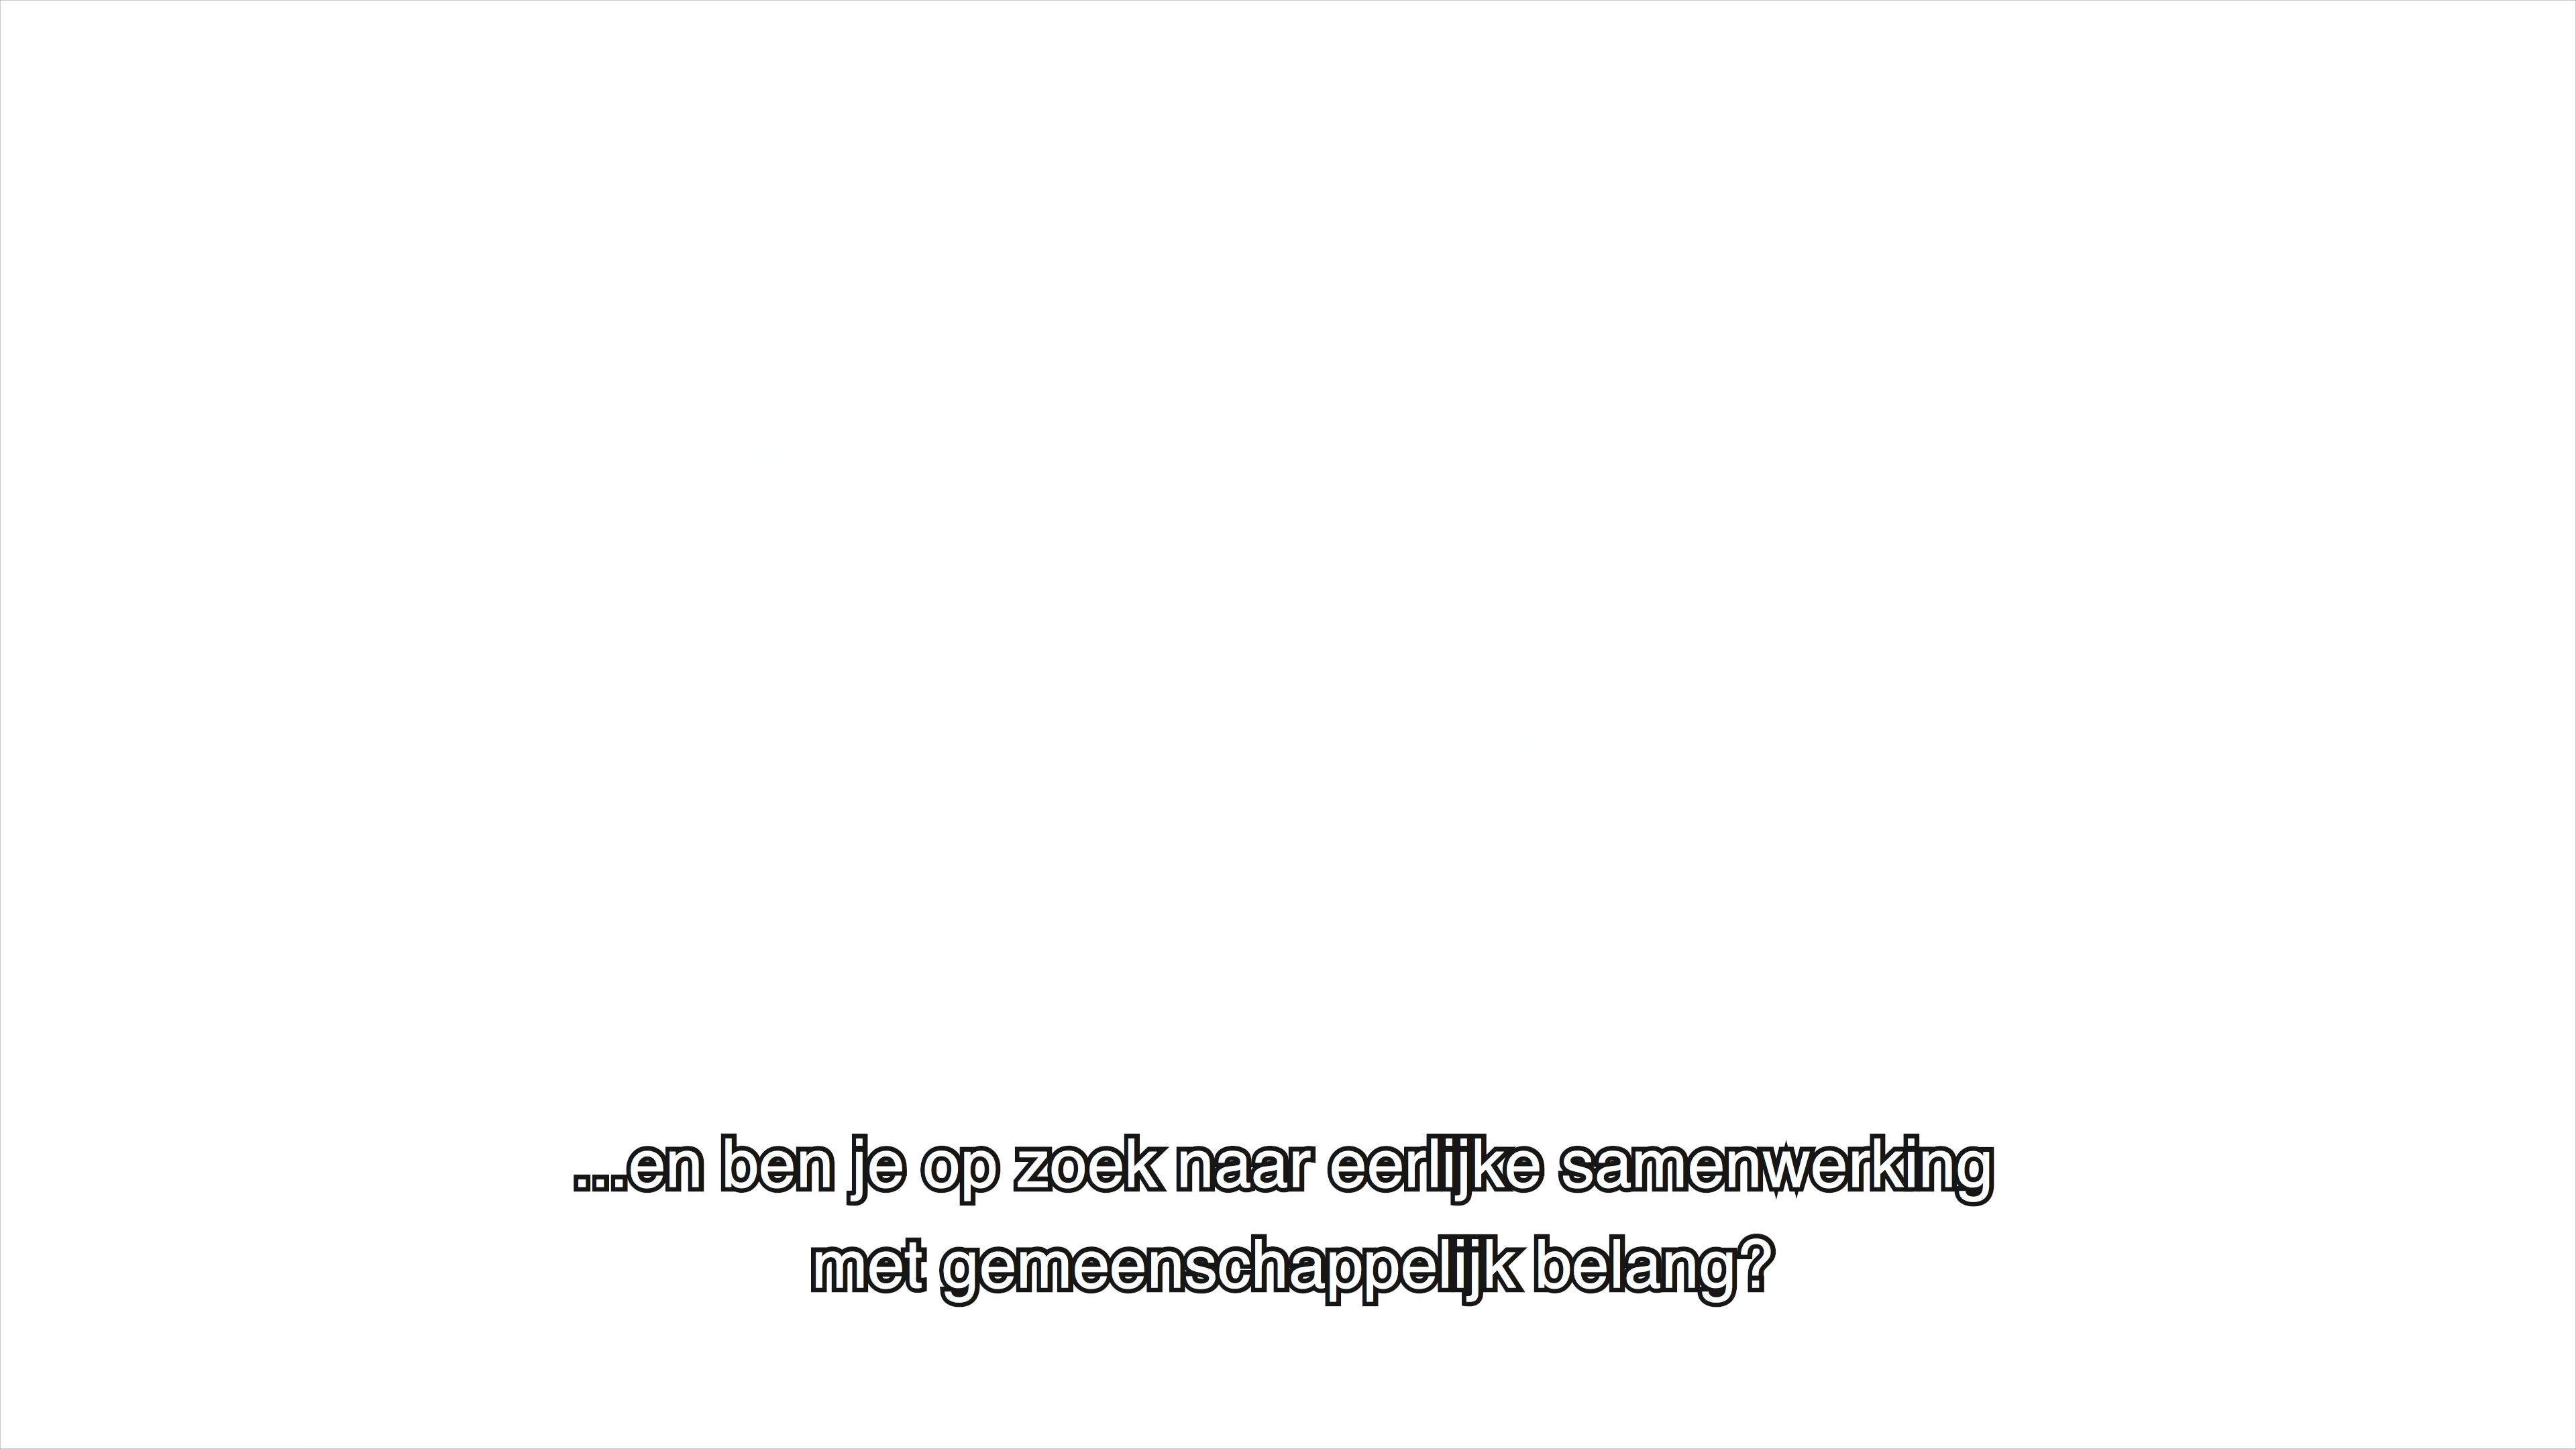 ...en ben je op zoek naar eerlijke samenwerking
met gemeenschappelijk belang?